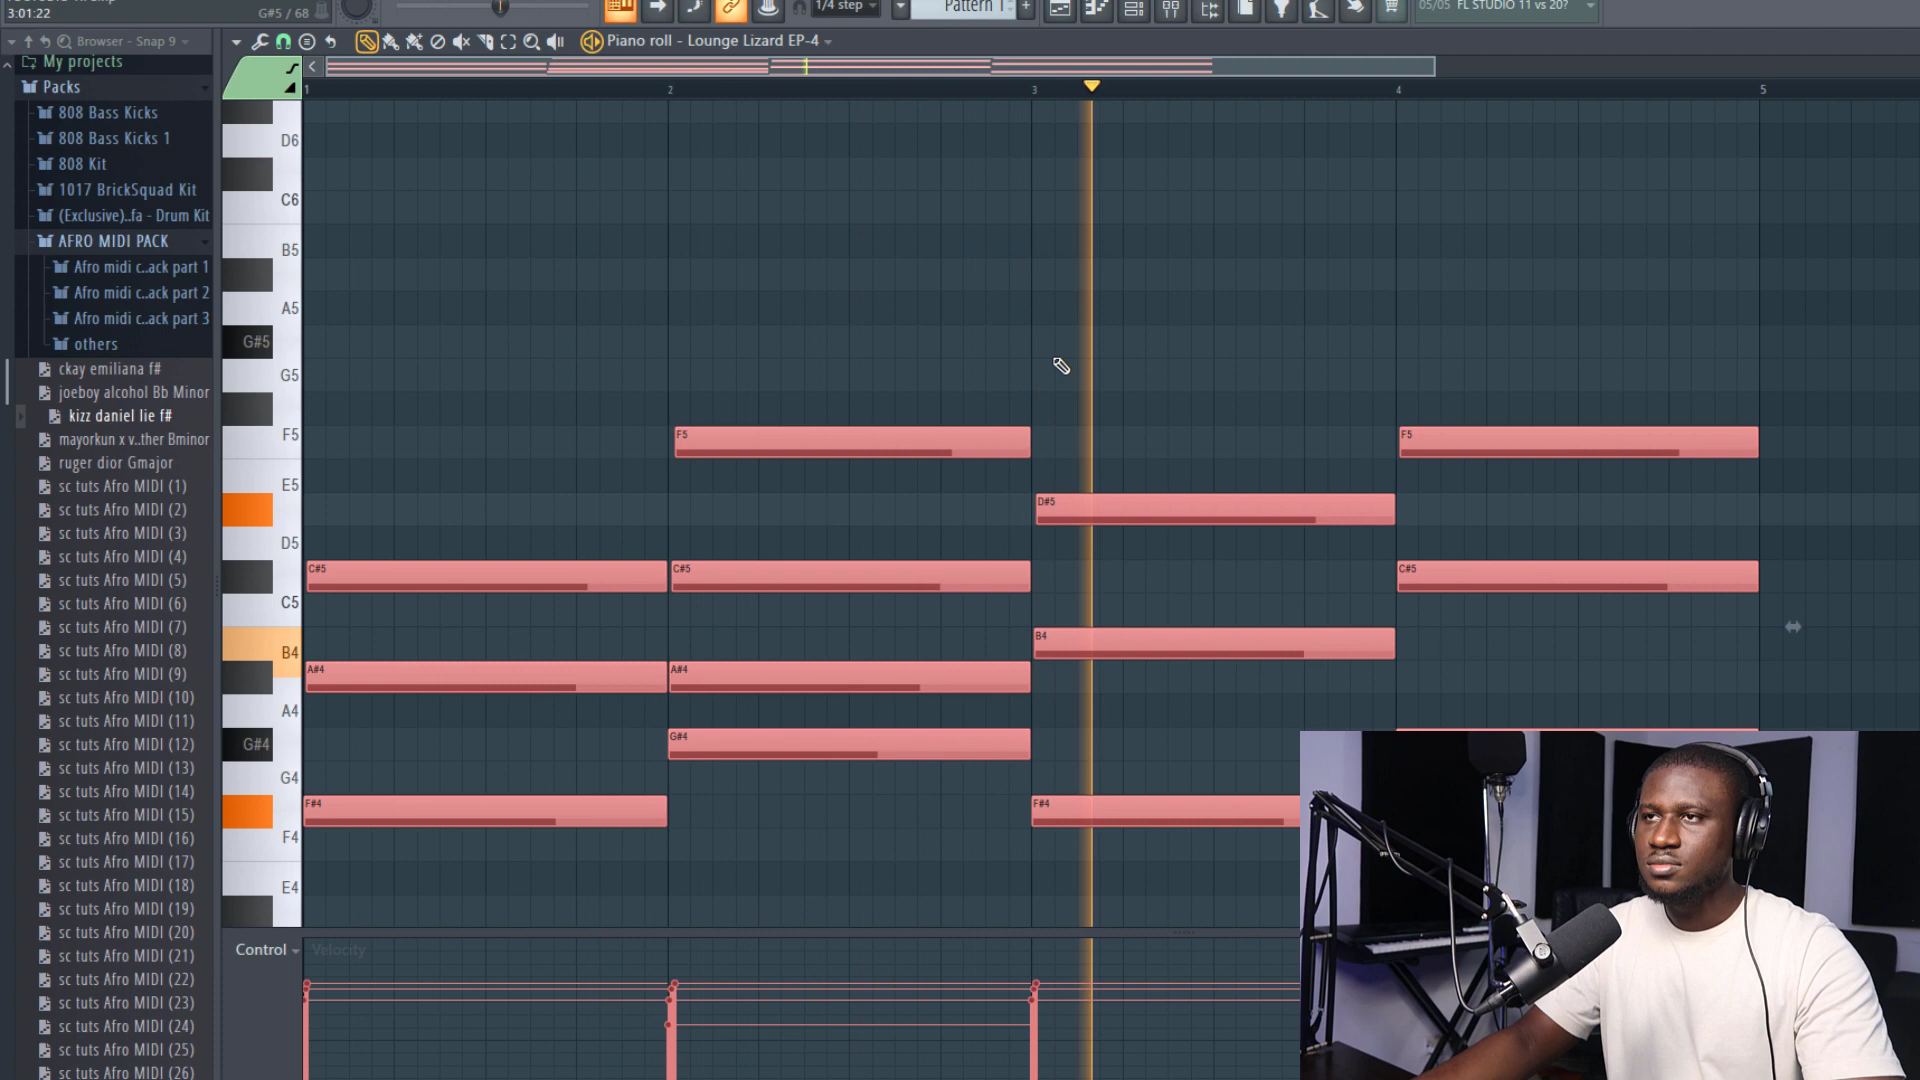 3:01:22
G#5 / 68
1/4 step
Pattern 1
05/05 FL STUDIO 11 vs 20?
Browser - Snap 9
Piano roll - Lounge Lizard EP-4
My projects
Packs
808 Bass Kicks
808 Bass Kicks 1
808 Kit
1017 BrickSquad Kit
(Exclusive)..fa - Drum Kit
AFRO MIDI PACK
Afro midi c..ack part 1
Afro midi c..ack part 2
Afro midi c..ack part 3
others
ckay emiliana f#
joeboy alcohol Bb Minor
kizz daniel lie f#
mayorkun x v..ther Bminor
ruger dior Gmajor
sc tuts Afro MIDI (1)
sc tuts Afro MIDI (2)
sc tuts Afro MIDI (3)
sc tuts Afro MIDI (4)
sc tuts Afro MIDI (5)
sc tuts Afro MIDI (6)
sc tuts Afro MIDI (7)
sc tuts Afro MIDI (8)
sc tuts Afro MIDI (9)
sc tuts Afro MIDI (10)
sc tuts Afro MIDI (11)
sc tuts Afro MIDI (12)
sc tuts Afro MIDI (13)
sc tuts Afro MIDI (14)
sc tuts Afro MIDI (15)
sc tuts Afro MIDI (16)
sc tuts Afro MIDI (17)
sc tuts Afro MIDI (18)
sc tuts Afro MIDI (19)
sc tuts Afro MIDI (20)
sc tuts Afro MIDI (21)
sc tuts Afro MIDI (22)
sc tuts Afro MIDI (23)
sc tuts Afro MIDI (24)
sc tuts Afro MIDI (25)
sc tuts Afro MIDI (26)
1 2 3 4 5
D6
C6
B5
A5
G#5
G5
F5
E5
D5
C5
B4
A4
G#4
G4
F4
E4
F5 F5
D#5
C#5 C#5 C#5
B4
A#4 A#4
G#4
F#4 F#4
Control
Velocity